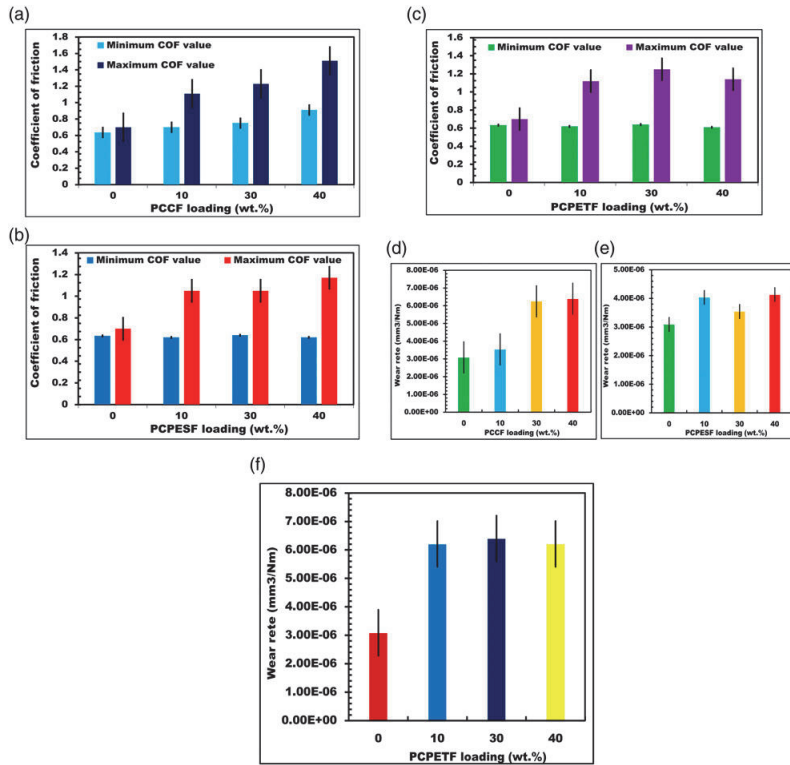 (a)
1.8
1.6
1.4
1.2
1
0.8
0.6
0.4
0.2
0
Coefficient of friction
Minimum COF value
Maximum COF value
0 10 30 40
PCCF loading (wt.%)
(c)
1.6
1.4
1.2
1
0.8
0.6
0.4
0.2
0
Coefficient of friction
Minimum COF value Maximum COF value
0 10 30 40
PCPETF loading (wt.%)
(b)
1.4
1.2
1
0.8
0.6
0.4
0.2
0
Coefficient of friction
Minimum COF value Maximum COF value
0 10 30 40
PCPESF loading (wt.%)
(d)
8.00E-06
7.00E-06
6.00E-06
5.00E-06
4.00E-06
3.00E-06
2.00E-06
1.00E-06
0.00E+00
Wear rete (mm3/Nm)
0 10 30 40
PCCF loading (wt.%)
(e)
5.00E-06
4.00E-06
3.00E-06
2.00E-06
1.00E-06
0.00E+00
Wear rete (mm3/Nm)
0 10 30 40
PCPESF loading (wt.%)
(f)
8.00E-06
7.00E-06
6.00E-06
5.00E-06
4.00E-06
3.00E-06
2.00E-06
1.00E-06
0.00E+00
Wear rete (mm3/Nm)
0 10 30 40
PCPETF loading (wt.%)